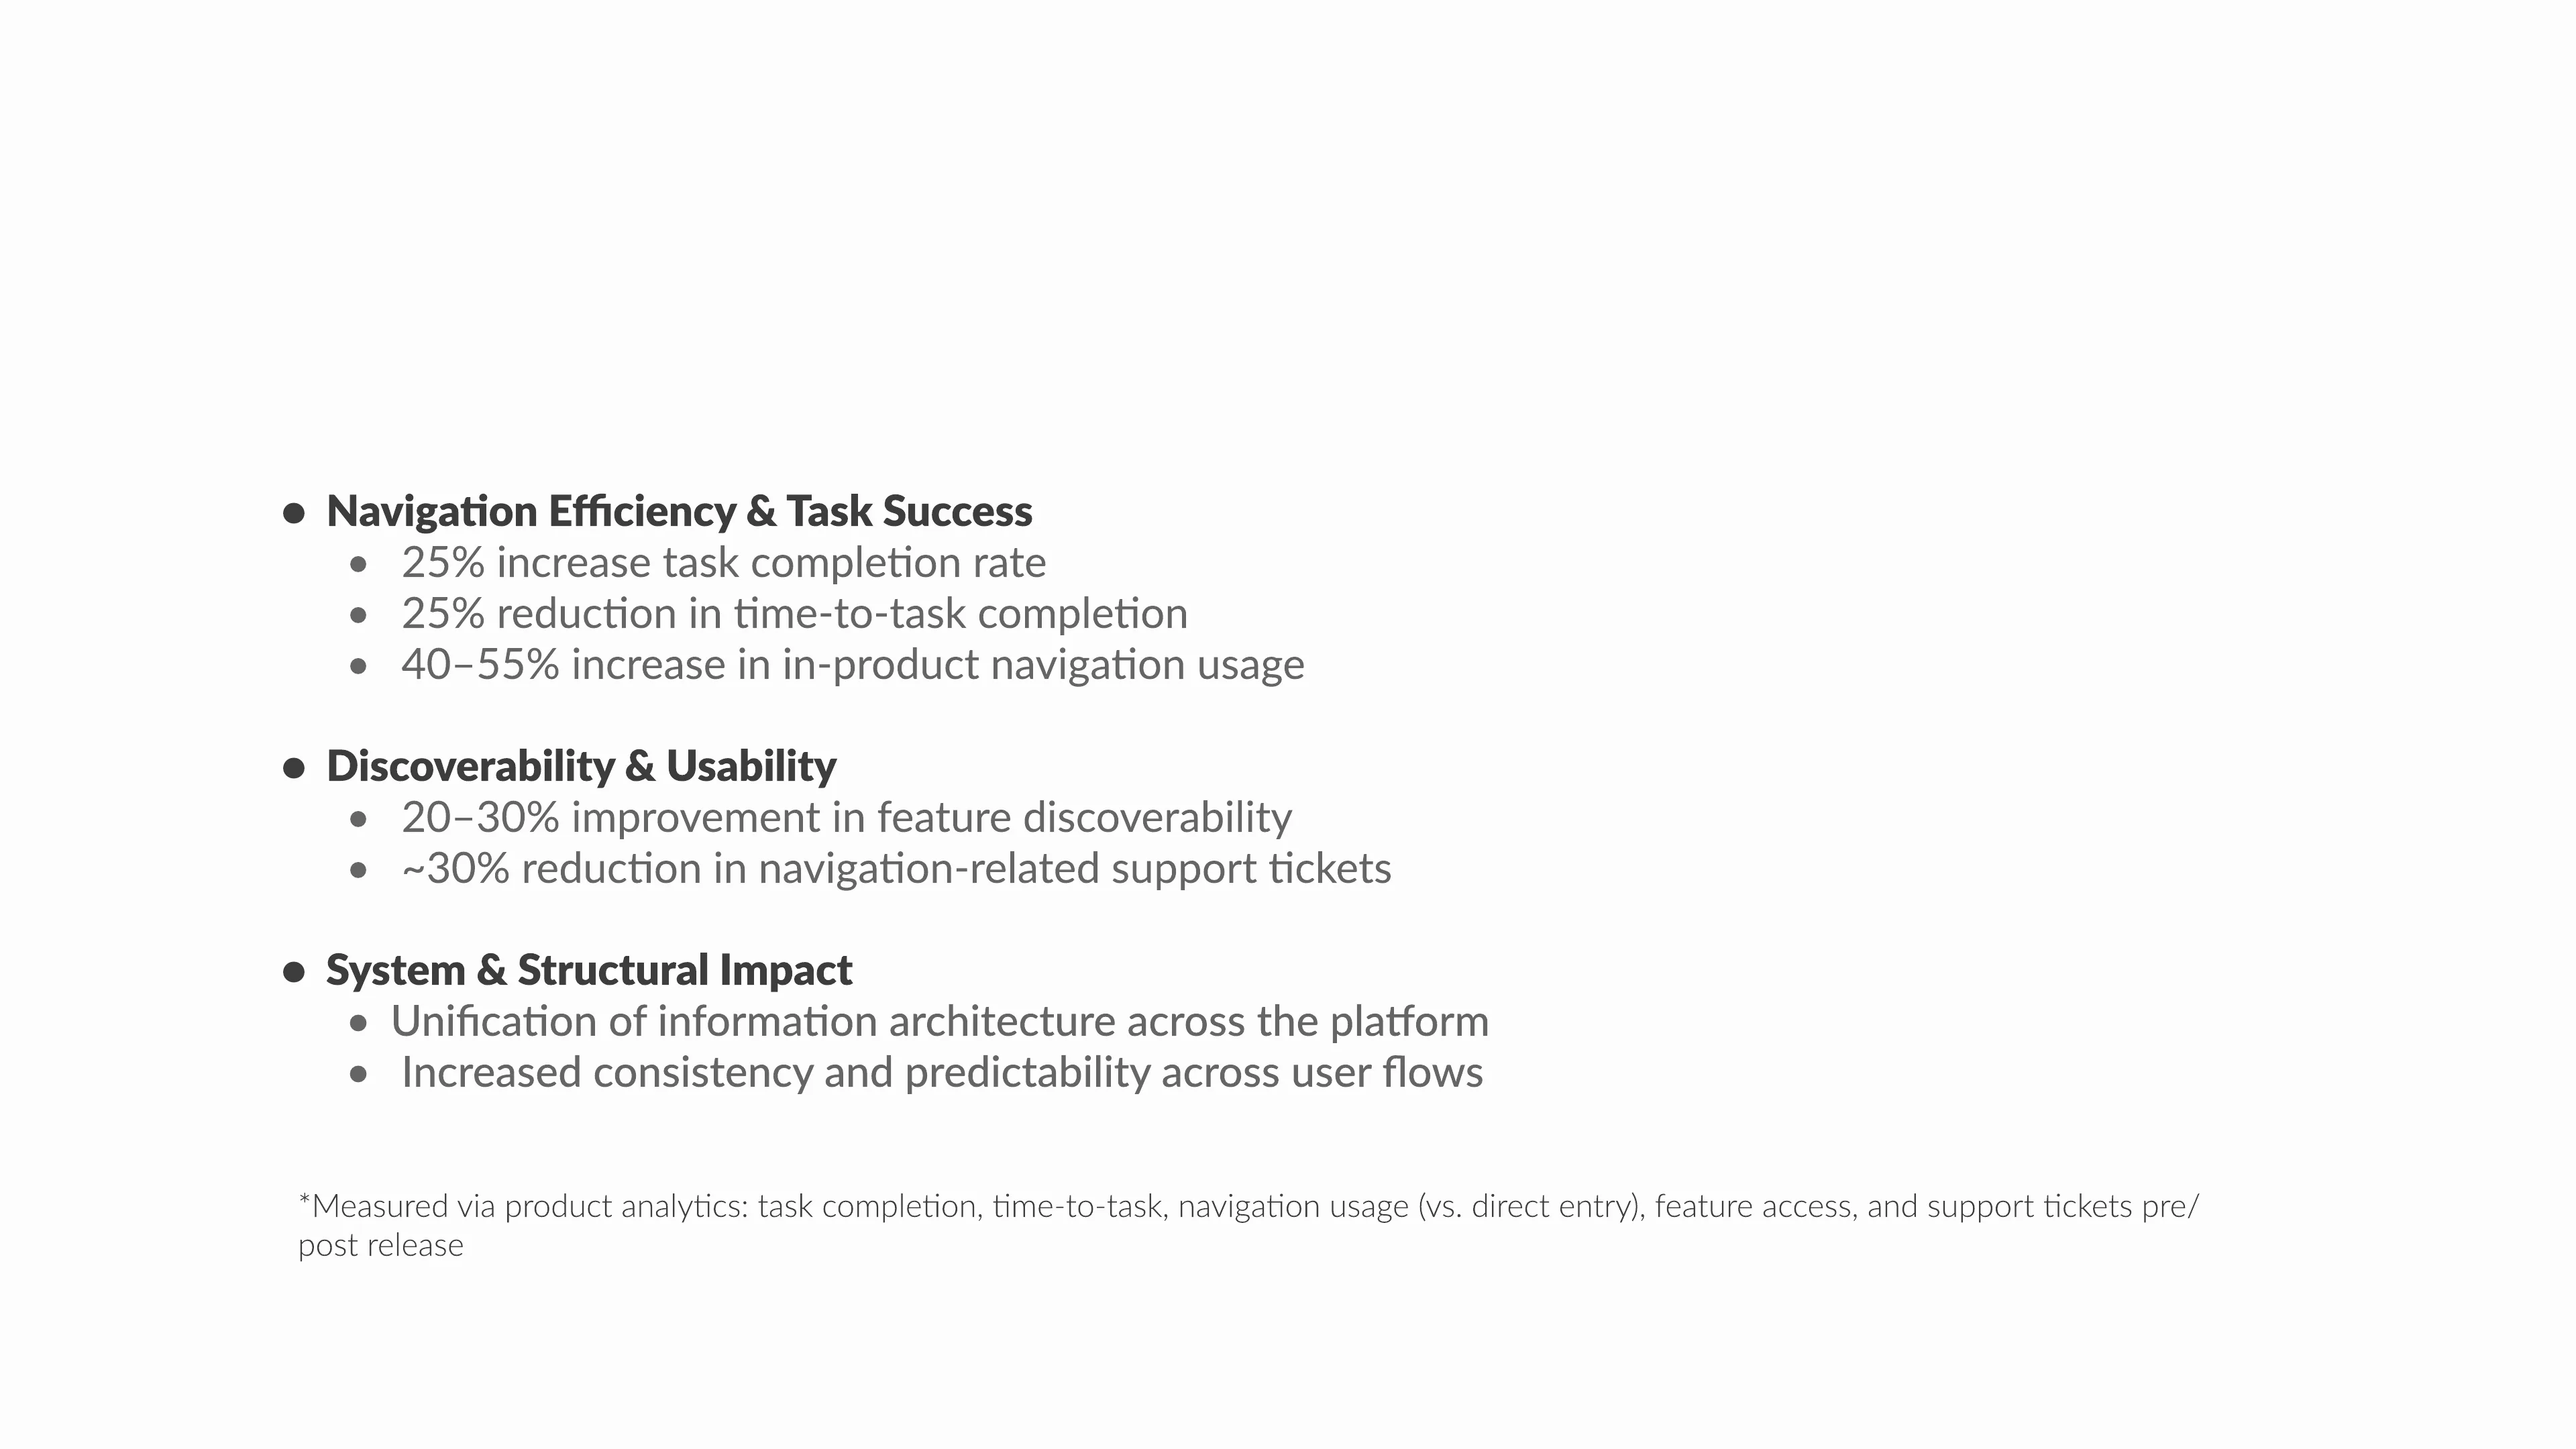 • Navigation Efficiency & Task Success
• 25% increase task completion rate
• 25% reduction in time-to-task completion
• 40–55% increase in in-product navigation usage
• Discoverability & Usability
• 20–30% improvement in feature discoverability
• ~30% reduction in navigation-related support tickets
• System & Structural Impact
• Unification of information architecture across the platform
• Increased consistency and predictability across user flows
*Measured via product analytics: task completion, time-to-task, navigation usage (vs. direct entry), feature access, and support tickets pre/
post release